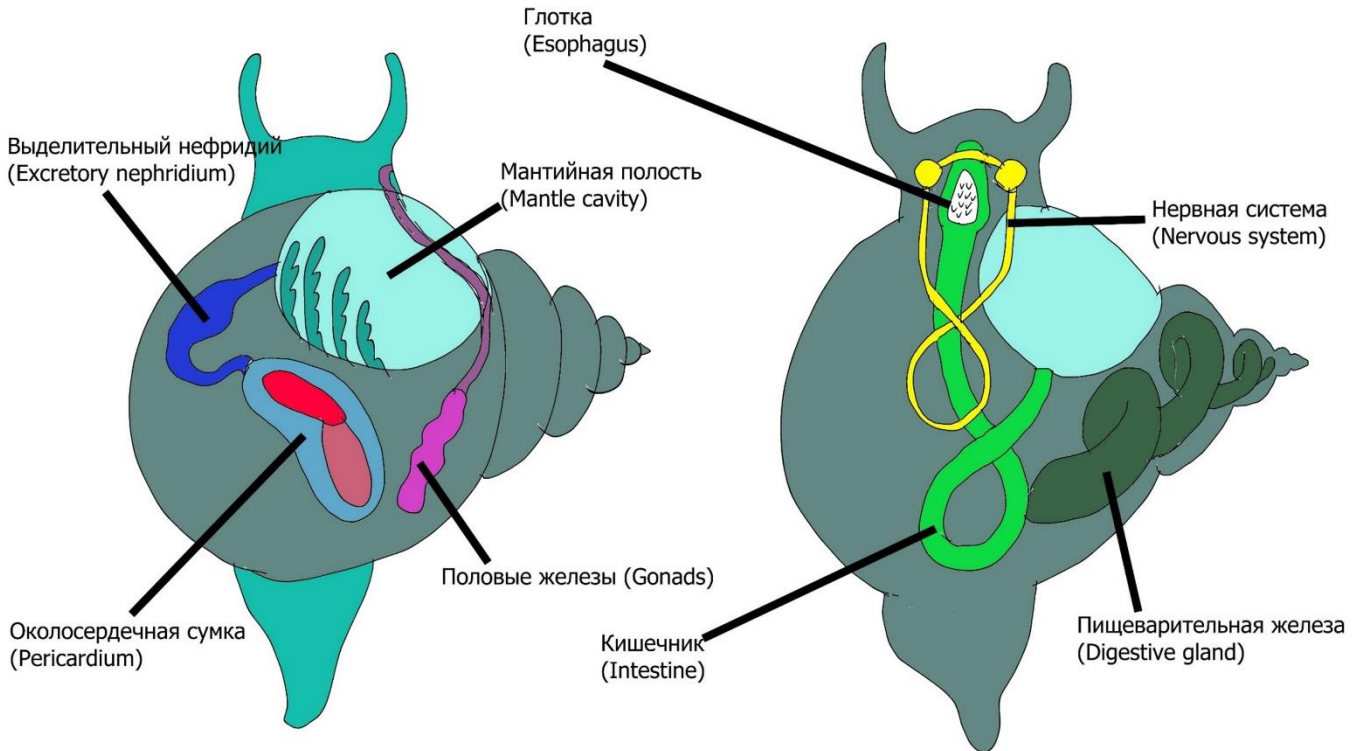 Глотка
(Esophagus)
Выделительный нефридий
(Excretory nephridium)
Мантийная полость
(Mantle cavity)
Нервная система
(Nervous system)
Половые железы (Gonads)
Околосердечная сумка
(Pericardium)
Кишечник
(Intestine)
Пищеварительная железа
(Digestive gland)